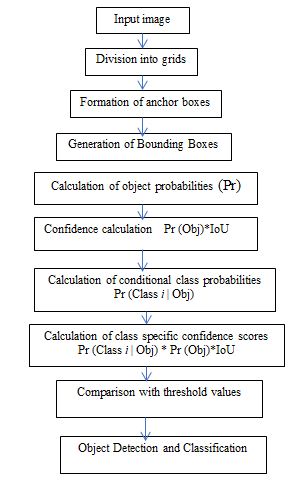 Input image
Division into grids
Formation of anchor boxes
Generation of Bounding Boxes
Calculation of object probabilities (Pr)
Confidence calculation Pr (Obj)*IoU
Calculation of conditional class probabilities
Pr (Class i | Obj)
Calculation of class specific confidence scores
Pr (Class i | Obj) * Pr (Obj)*IoU
Comparison with threshold values
Object Detection and Classification